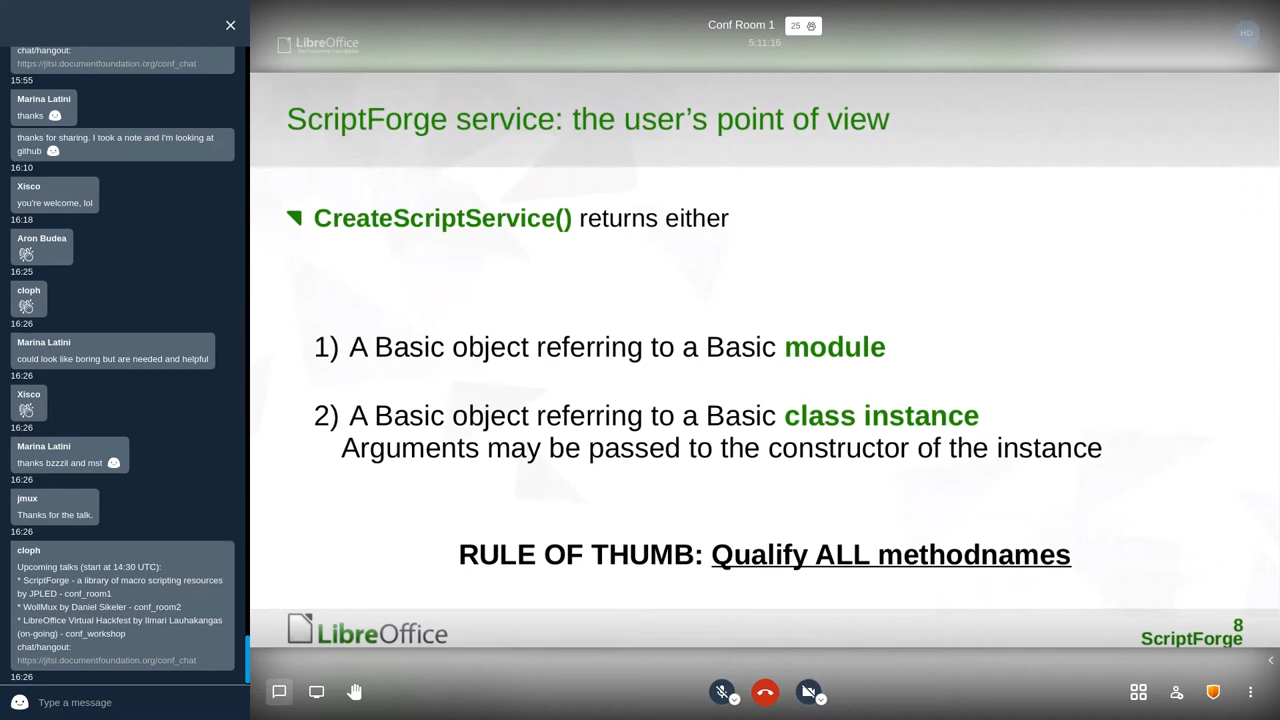 chat/hangout:
https://jitsi.documentfoundation.org/conf_chat
15:55
Marina Latini
thanks
thanks for sharing. I took a note and I'm looking at
github
16:10
Xisco
you're welcome, lol
16:18
Aron Budea
16:25
cloph
16:26
Marina Latini
could look like boring but are needed and helpful
16:26
Xisco
16:26
Marina Latini
thanks bzzzil and mst
16:26
jmux
Thanks for the talk.
16:26
cloph
Upcoming talks (start at 14:30 UTC):
* ScriptForge - a library of macro scripting resources
by JPLED - conf_room1
* WollMux by Daniel Sikeler - conf_room2
* LibreOffice Virtual Hackfest by Ilmari Lauhakangas
(on-going) - conf_workshop
chat/hangout:
https://jitsi.documentfoundation.org/conf_chat
16:26
Type a message
LibreOffice
The Document Foundation
Conf Room 1
25
5:11:15
HD
ScriptForge service: the user's point of view
CreateScriptService() returns either
1) A Basic object referring to a Basic module
2) A Basic object referring to a Basic class instance
Arguments may be passed to the constructor of the instance
RULE OF THUMB: Qualify ALL methodnames
LibreOffice
8
ScriptForge